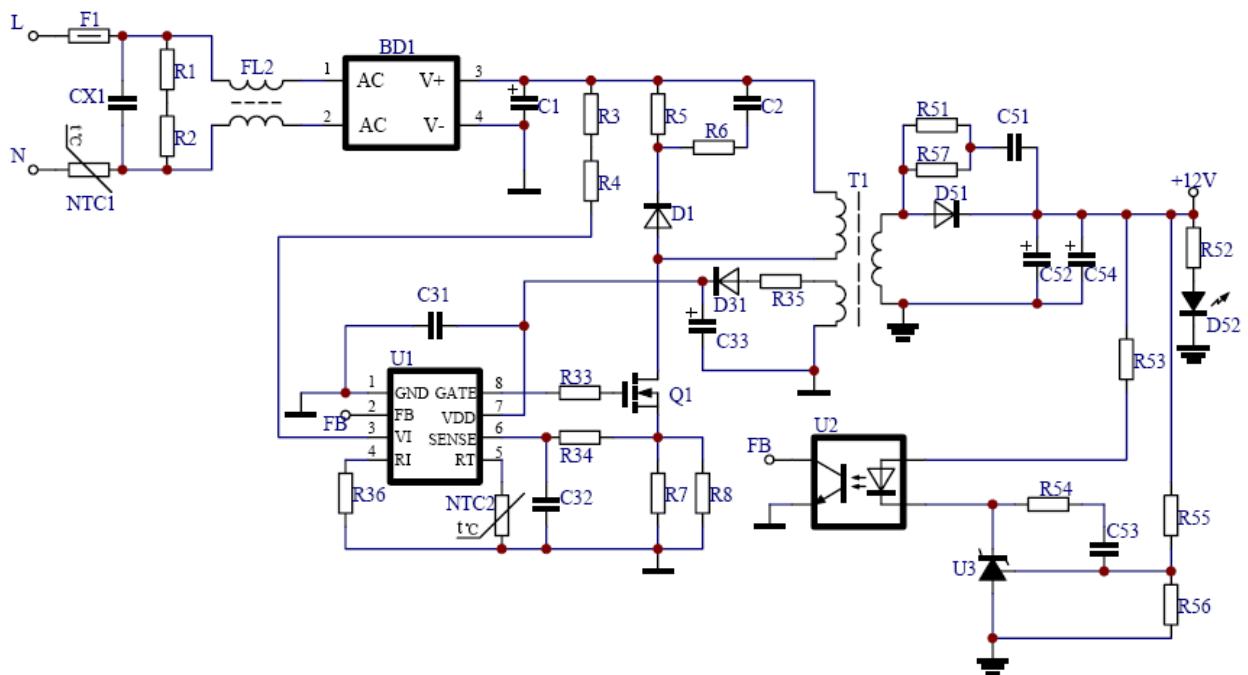 L
F1
CX1
R1
R2
N
t°C
NTC1
FL2
BD1
1
AC
V+
3
2
AC
V-
4
+
C1
R3
R4
R5
C2
R6
D1
T1
R51
C51
R57
D51
+12V
+
C52
+
C54
R52
D52
C31
D31
R35
+
C33
U1
1
GND
GATE
8
2
FB
VDD
7
3
VI
SENSE
6
4
RI
RT
5
FB
R33
Q1
R34
R36
NTC2
t°C
C32
R7
R8
R53
U2
FB
R54
C53
R55
U3
R56